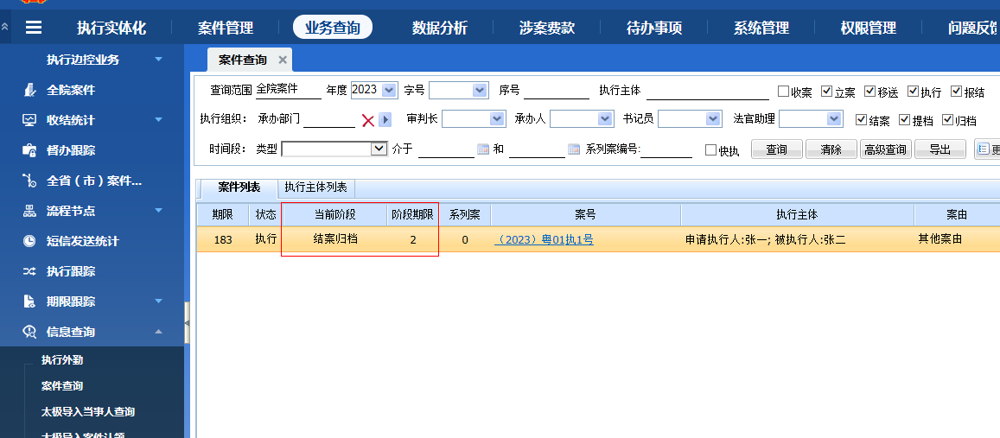 执行实体化 案件管理 业务查询 数据分析 涉案费款 待办事项 系统管理 权限管理 问题反馈
执行边控业务
全院案件
收结统计
督办跟踪
全省（市）案件...
流程节点
短信发送统计
执行跟踪
期限跟踪
信息查询
执行外勤
案件查询
太极导入当事人查询
太极导入案件认领
案件查询
查询范围 全院案件 年度 2023 字号 序号 执行主体 收案 立案 移送 执行 报结
执行组织： 承办部门 审判长 承办人 书记员 法官助理 结案 提档 归档
时间段： 类型 介于 和 系列案编号: 快执 查询 清除 高级查询 导出 更
案件列表 执行主体列表
期限 状态 当前阶段 阶段期限 系列案 案号 执行主体 案由
183 执行 结案归档 2 0 （2023）粤01执1号 申请执行人:张一; 被执行人:张二 其他案由